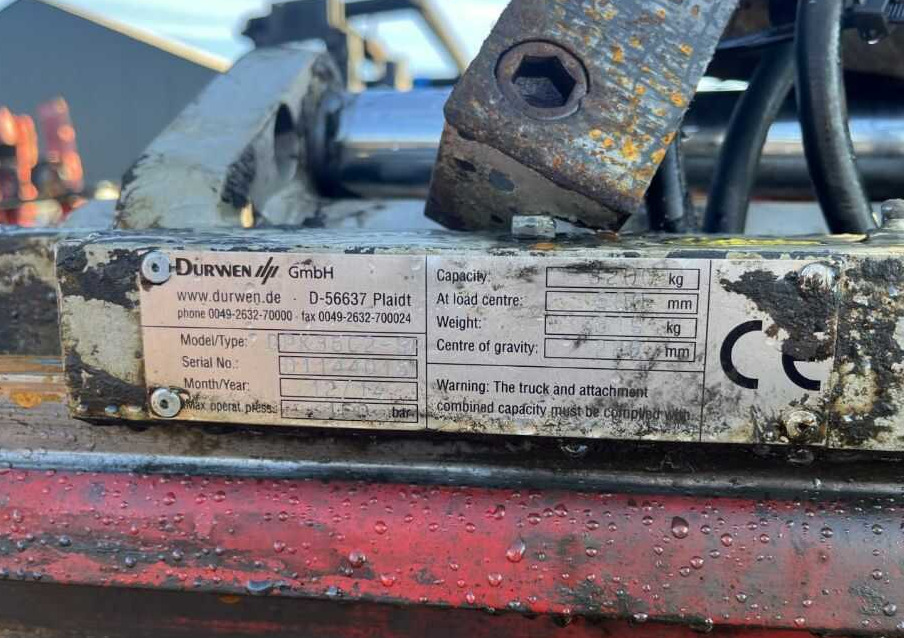 DURWEN GmbH
www.durwen.de · D-56637 Plaidt
phone 0049-2632-70000 · fax 0049-2632-700024
Model/Type:
Serial No.:
Month/Year:
Max. operat. press.: bar
Capacity: kg
At load centre: mm
Weight: kg
Centre of gravity: mm
Warning: The truck and attachment
combined capacity must be complied with.
CE